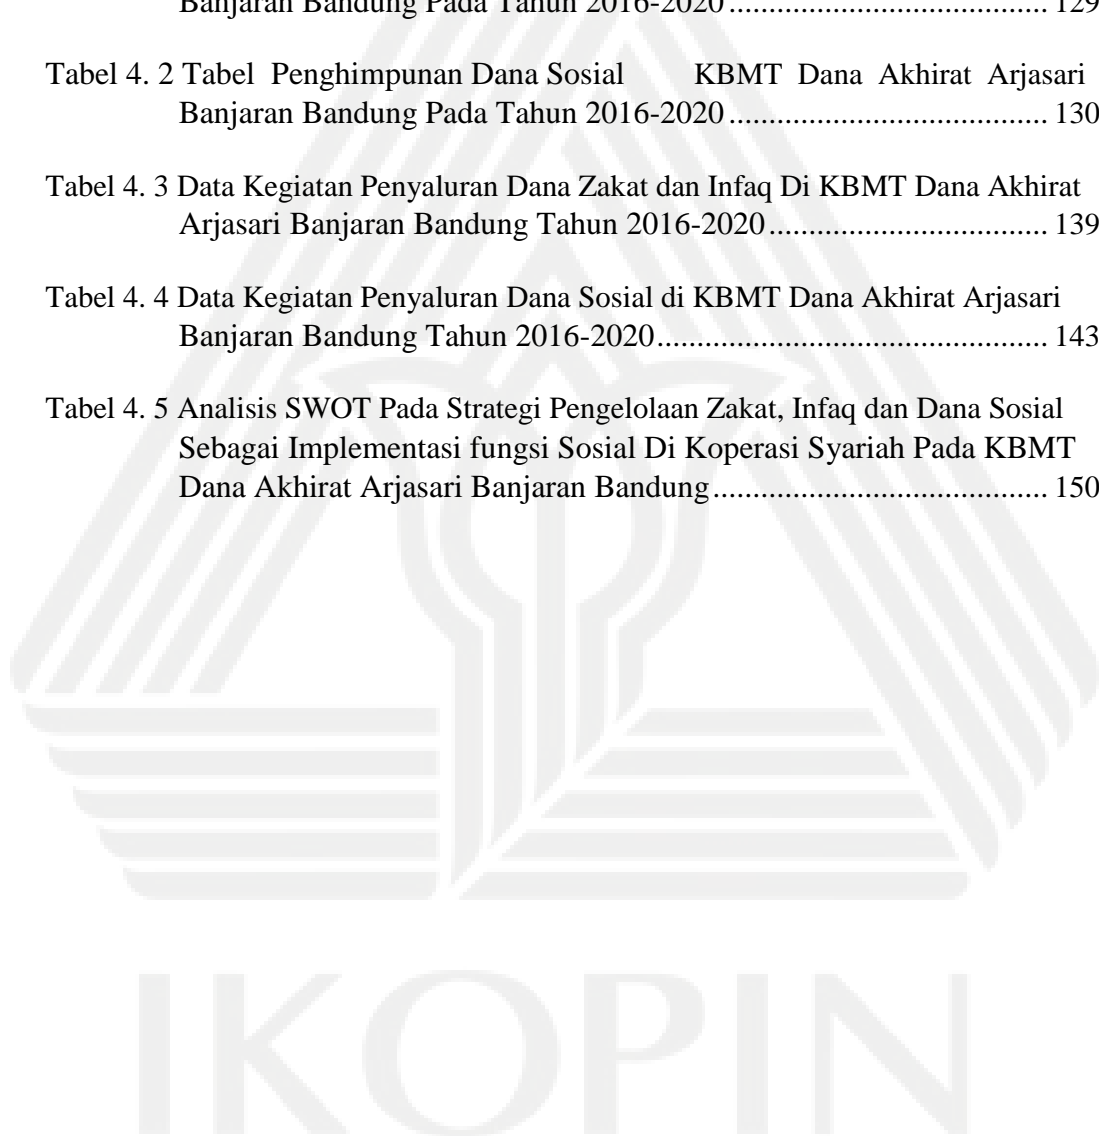 Banjaran Bandung Pada Tahun 2016-2020 ...................................... 129
Tabel 4. 2 Tabel Penghimpunan Dana Sosial KBMT Dana Akhirat Arjasari
Banjaran Bandung Pada Tahun 2016-2020 ...................................... 130
Tabel 4. 3 Data Kegiatan Penyaluran Dana Zakat dan Infaq Di KBMT Dana Akhirat
Arjasari Banjaran Bandung Tahun 2016-2020 ................................. 139
Tabel 4. 4 Data Kegiatan Penyaluran Dana Sosial di KBMT Dana Akhirat Arjasari
Banjaran Bandung Tahun 2016-2020 ............................................... 143
Tabel 4. 5 Analisis SWOT Pada Strategi Pengelolaan Zakat, Infaq dan Dana Sosial
Sebagai Implementasi fungsi Sosial Di Koperasi Syariah Pada KBMT
Dana Akhirat Arjasari Banjaran Bandung ........................................ 150
IKOPIN